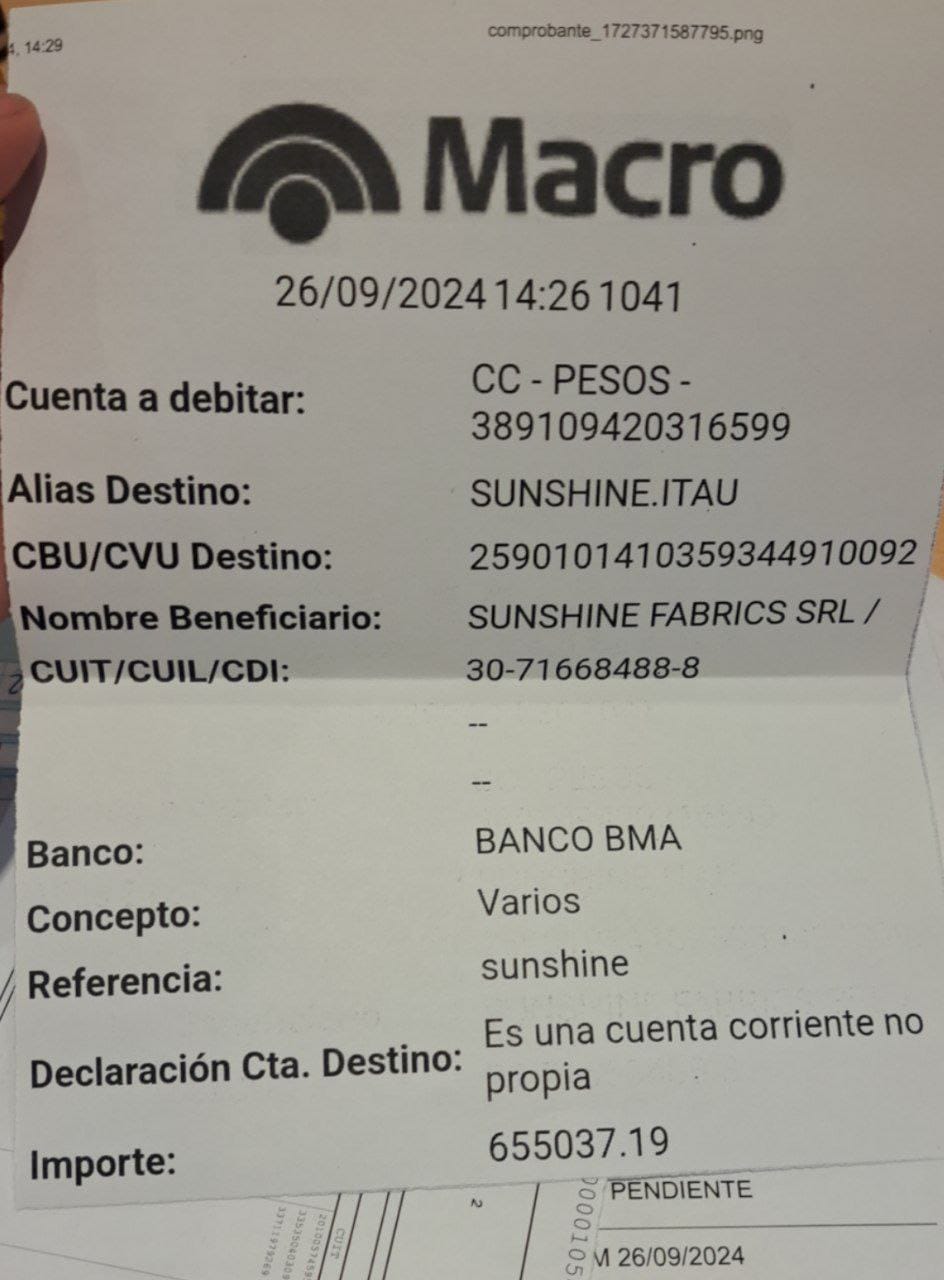 4, 14:29
comprobante_1727371587795.png
Macro
26/09/2024 14:26 1041
Cuenta a debitar: CC - PESOS -
389109420316599
Alias Destino: SUNSHINE.ITAU
CBU/CVU Destino: 2590101410359344910092
Nombre Beneficiario: SUNSHINE FABRICS SRL /
CUIT/CUIL/CDI: 30-71668488-8
--
--
Banco: BANCO BMA
Concepto: Varios
Referencia: sunshine
Declaración Cta. Destino: Es una cuenta corriente no
propia
Importe: 655037.19
PENDIENTE
M 26/09/2024
CUIT
2